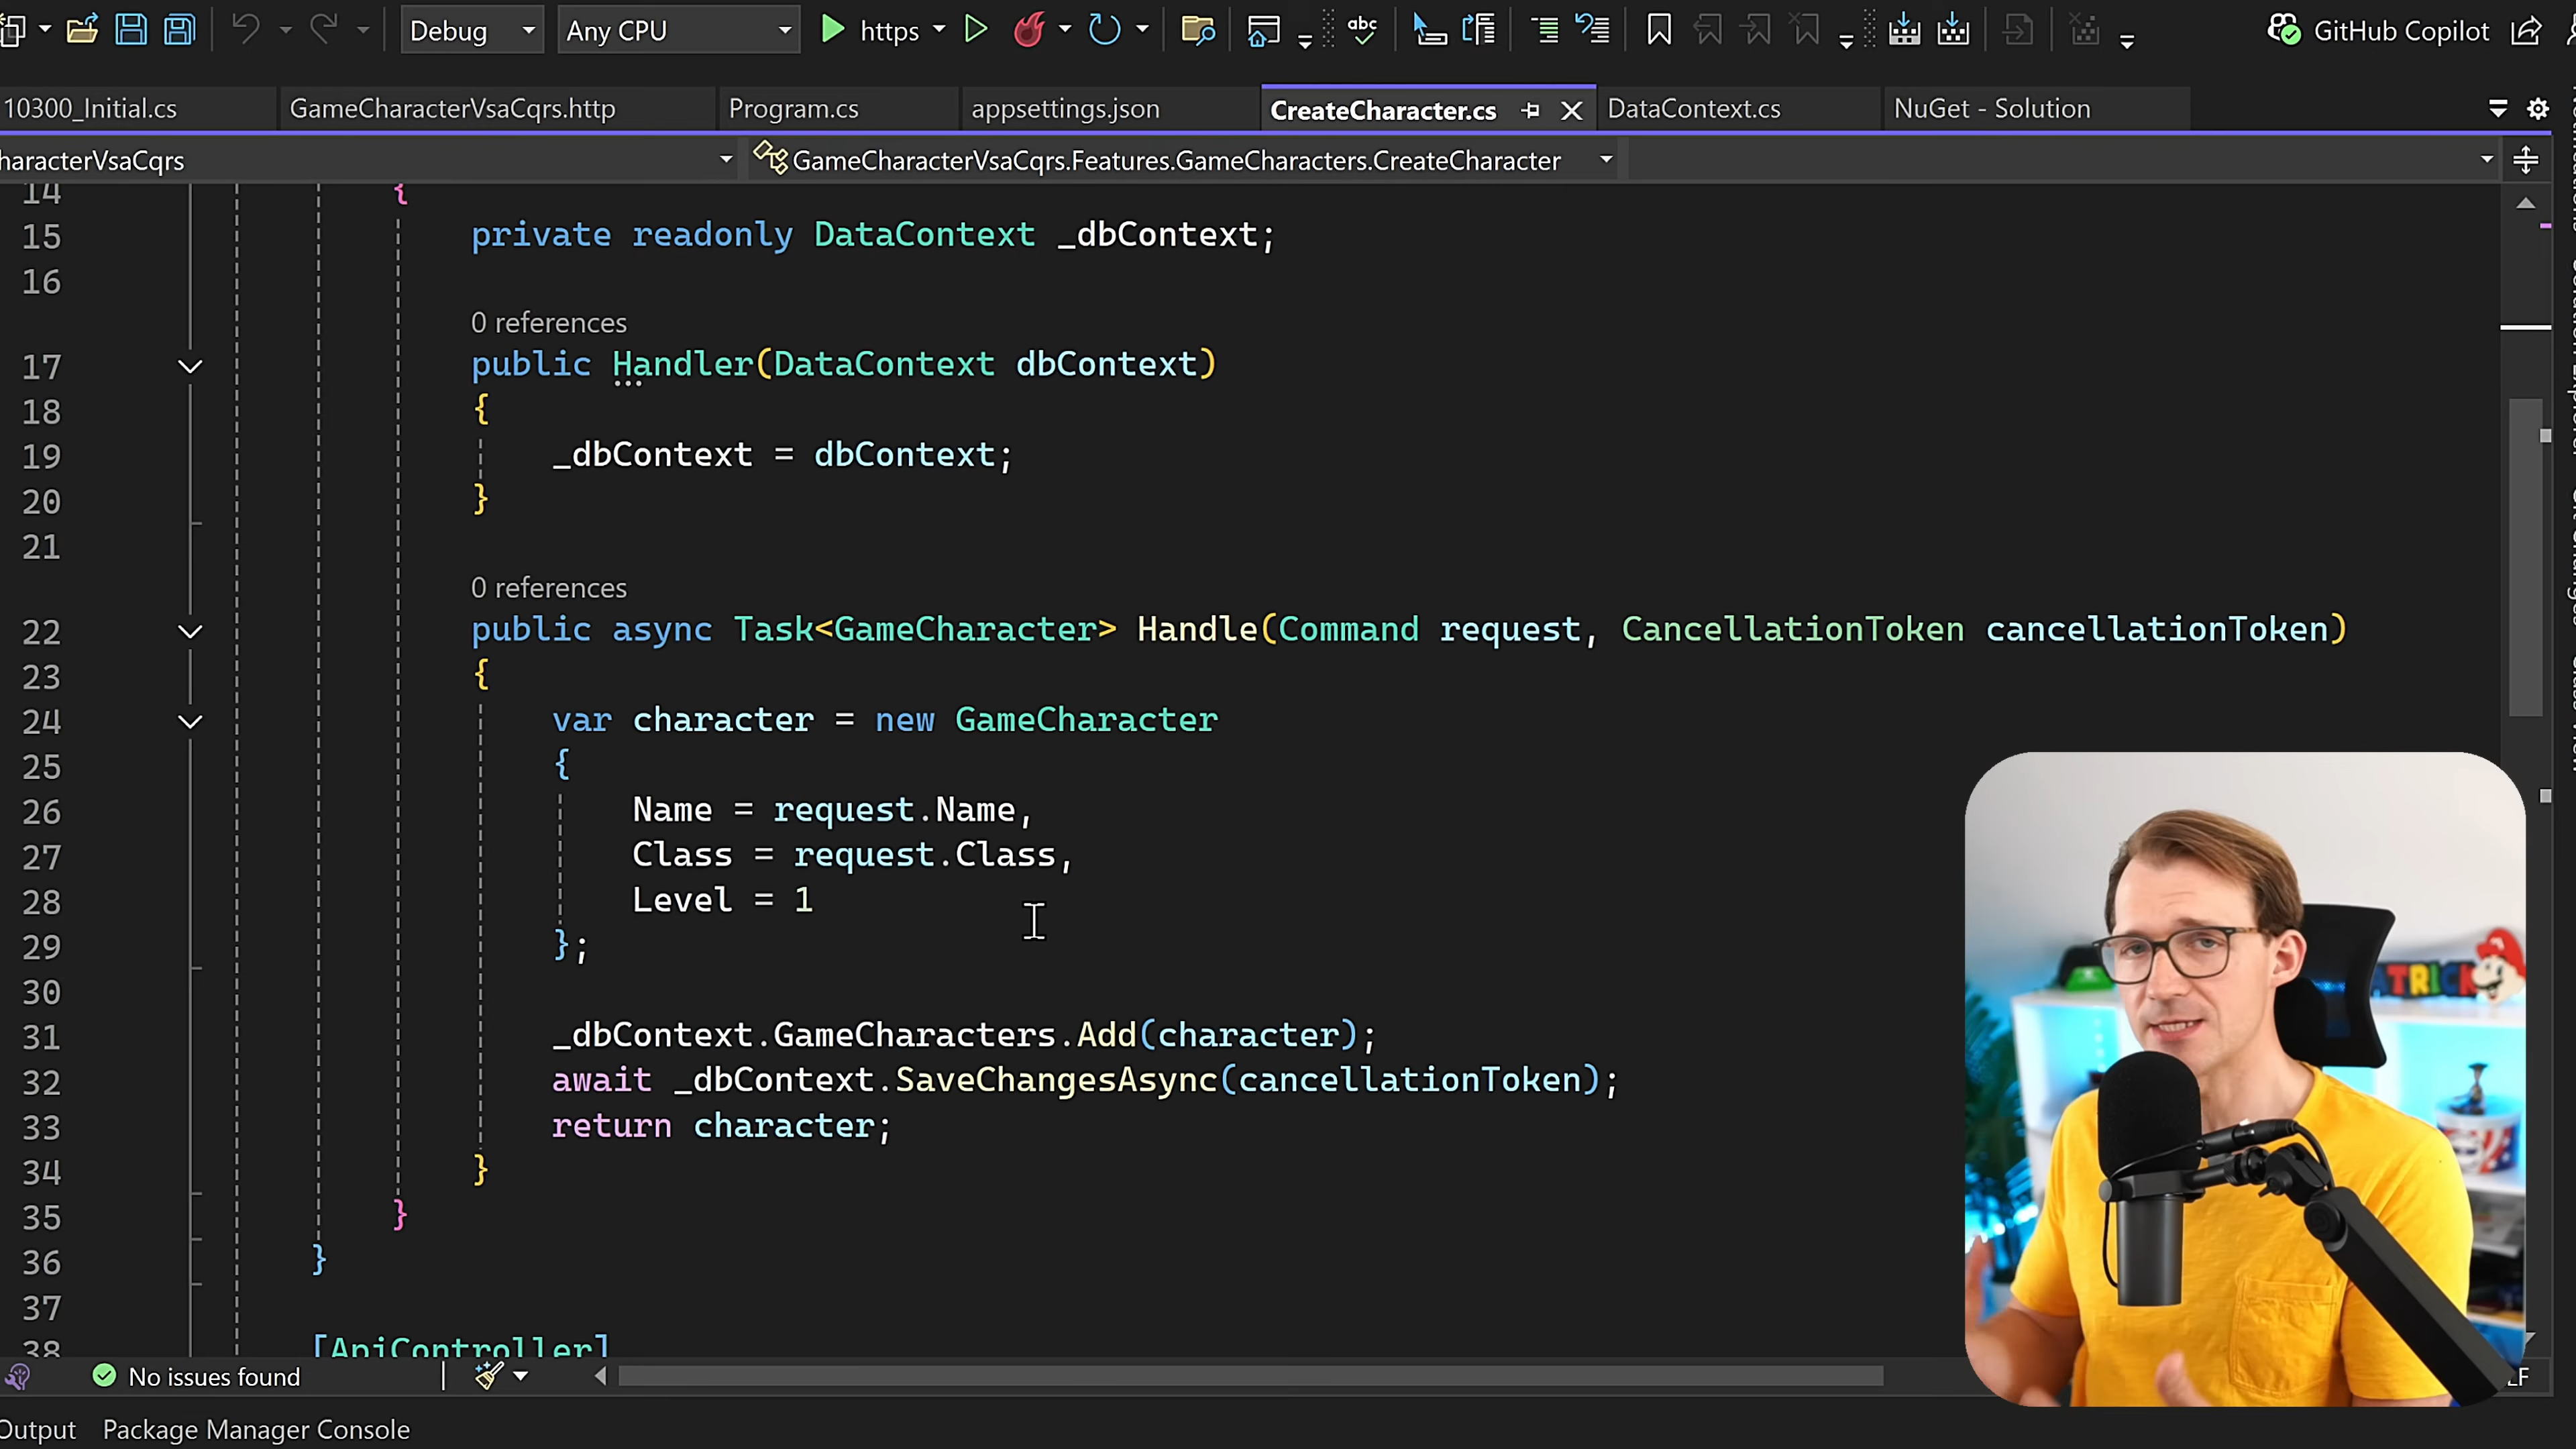 Debug
Any CPU
https
abc
GitHub Copilot
10300_Initial.cs
GameCharacterVsaCqrs.http
Program.cs
appsettings.json
CreateCharacter.cs
DataContext.cs
NuGet - Solution
haracterVsaCqrs
GameCharacterVsaCqrs.Features.GameCharacters.CreateCharacter
14 {
15 private readonly DataContext _dbContext;
16
0 references
17 public Handler(DataContext dbContext)
18 {
19 _dbContext = dbContext;
20 }
21
0 references
22 public async Task<GameCharacter> Handle(Command request, CancellationToken cancellationToken)
23 {
24 var character = new GameCharacter
25 {
26 Name = request.Name,
27 Class = request.Class,
28 Level = 1
29 };
30
31 _dbContext.GameCharacters.Add(character);
32 await _dbContext.SaveChangesAsync(cancellationToken);
33 return character;
34 }
35 }
36 }
37
38 [ApiController]
ATRICK
No issues found
LF
Output
Package Manager Console